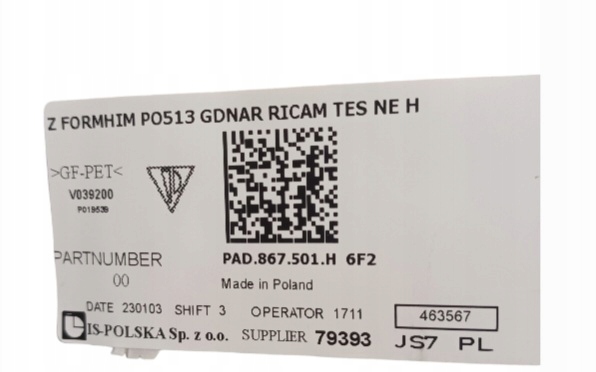 Z FORMHIM PO513 GDNAR RICAM TES NE H
>GF-PET<
V039200
P019539
PAD.867.501.H 6F2
PARTNUMBER
00
Made in Poland
DATE 230103 SHIFT 3 OPERATOR 1711
463567
IS-POLSKA Sp. z o.o. SUPPLIER 79393 JS7 PL